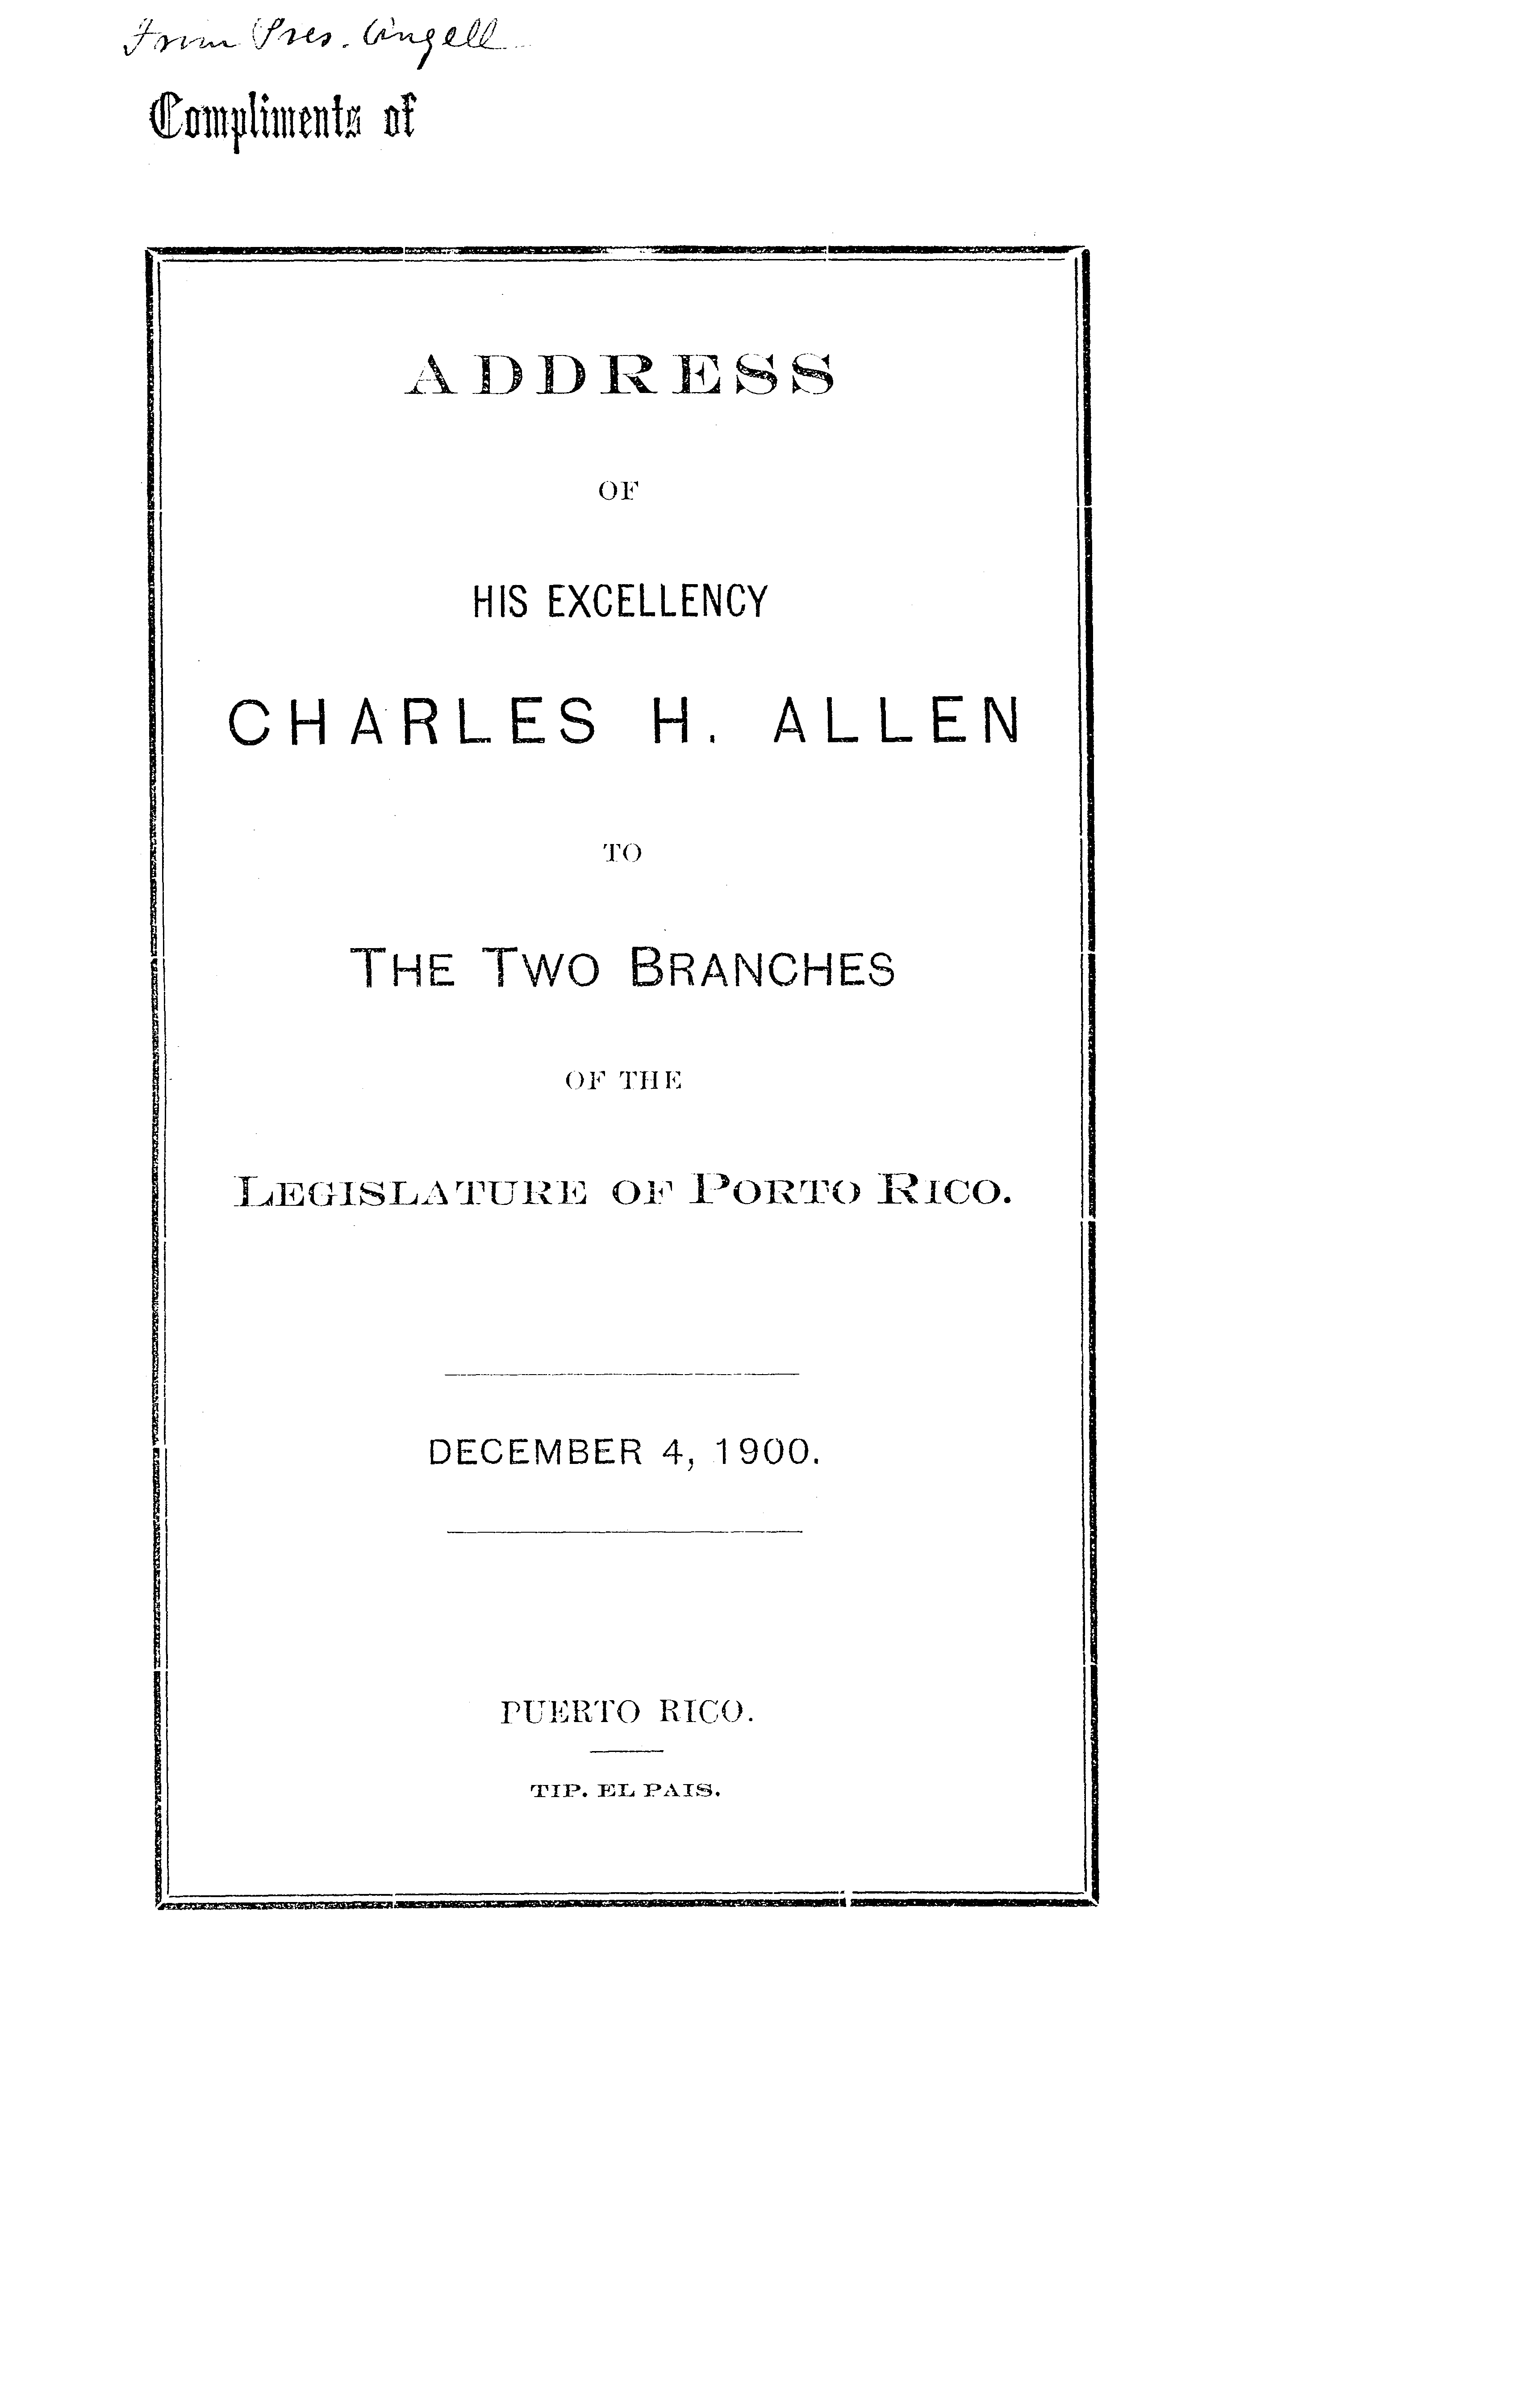 From Pres. Angell
Compliments of
ADDRESS
OF
HIS EXCELLENCY
CHARLES H. ALLEN
TO
THE TWO BRANCHES
OF THE
LEGISLATURE OF PORTO RICO.
DECEMBER 4, 1900.
PUERTO RICO.
TIP. EL PAIS.